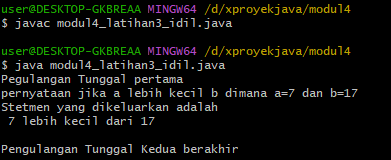 user@DESKTOP-GKBREAA MINGW64 /d/xproyekjava/modul4
$ javac modul4_latihan3_idil.java
user@DESKTOP-GKBREAA MINGW64 /d/xproyekjava/modul4
$ java modul4_latihan3_idil.java
Pegulangan Tunggal pertama
pernyataan jika a lebih kecil b dimana a=7 dan b=17
Stetmen yang dikeluarkan adalah
7 lebih kecil dari 17
Pengulangan Tunggal Kedua berakhir